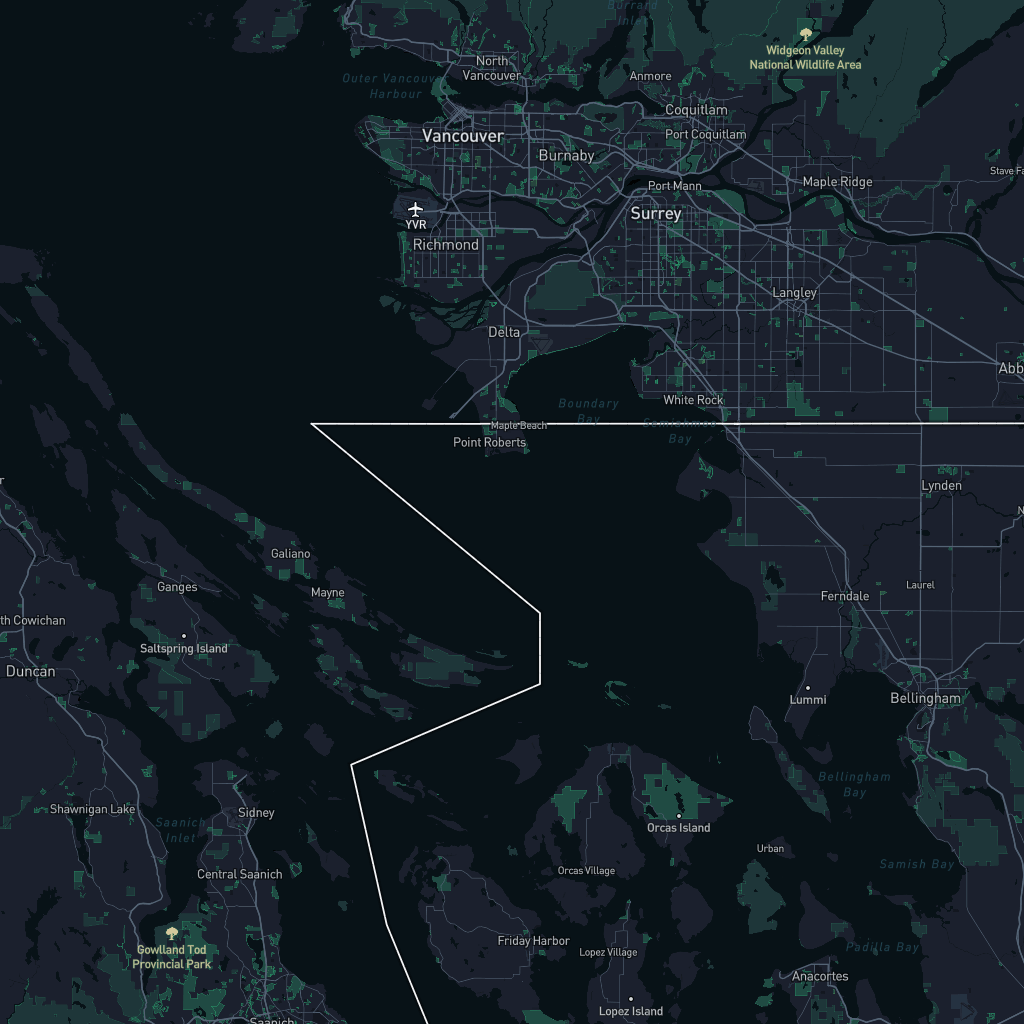 Burrard
Inlet
Widgeon Valley
National Wildlife Area
North
Vancouver
Anmore
Outer Vancouver
Harbour
Coquitlam
Port Coquitlam
Vancouver
Burnaby
Stave Fa
Port Mann
Maple Ridge
Surrey
YVR
Richmond
Langley
Delta
Abb
White Rock
Boundary
Bay
Maple Beach
Samiahmoo
Bay
Point Roberts
r
Lynden
N
Galiano
Ganges
Mayne
Laurel
Ferndale
th Cowichan
Saltspring Island
Duncan
Lummi
Bellingham
Bellingham
Bay
Shawnigan Lake
Sidney
Saanich
Inlet
Orcas Island
Urban
Samish Bay
Central Saanich
Orcas Village
Friday Harbor
Lopez Village
Padilla Bay
Gowlland Tod
Provincial Park
Anacortes
Lopez Island
Saanich